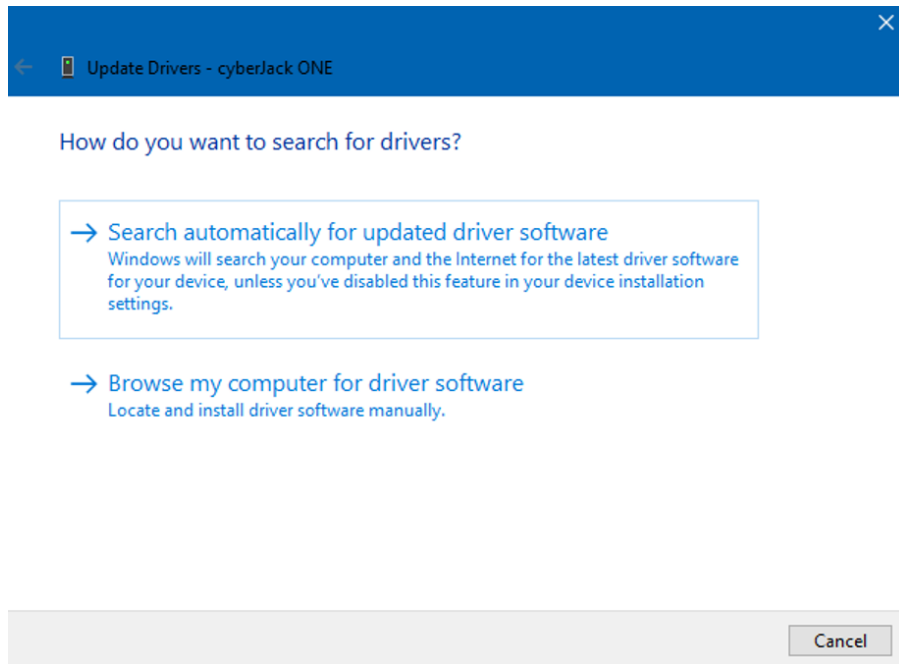 Update Drivers - cyberJack ONE
How do you want to search for drivers?
Search automatically for updated driver software
Windows will search your computer and the Internet for the latest driver software
for your device, unless you've disabled this feature in your device installation
settings.
Browse my computer for driver software
Locate and install driver software manually.
Cancel